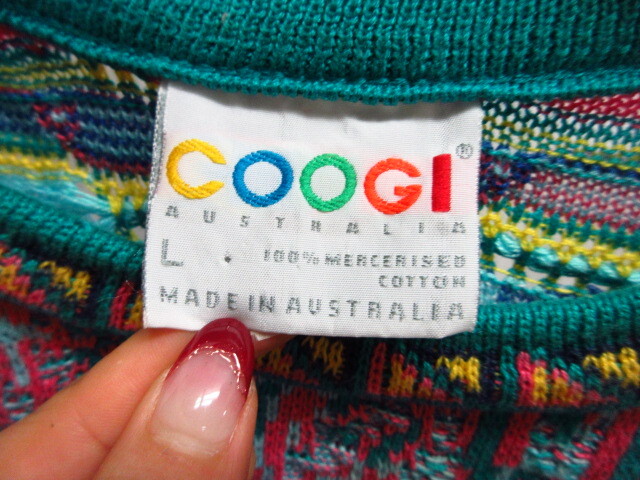 COOGI®
AUSTRALIA
L • 100% MERCERISED
COTTON
MADE IN AUSTRALIA